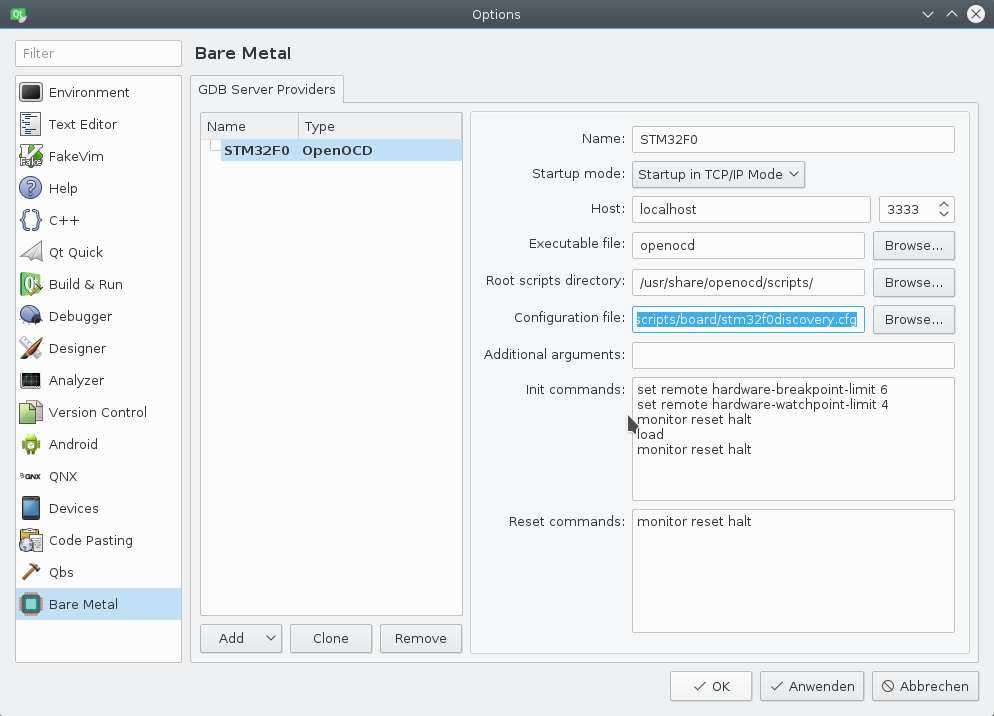 Options
Filter
Environment
Text Editor
FakeVim
Help
C++
Qt Quick
Build & Run
Debugger
Designer
Analyzer
Version Control
Android
QNX
Devices
Code Pasting
Qbs
Bare Metal
Bare Metal
GDB Server Providers
Name Type
STM32F0 OpenOCD
Add
Clone
Remove
Name: STM32F0
Startup mode: Startup in TCP/IP Mode
Host: localhost 3333
Executable file: openocd Browse...
Root scripts directory: /usr/share/openocd/scripts/ Browse...
Configuration file: scripts/board/stm32f0discovery.cfg Browse...
Additional arguments:
Init commands: set remote hardware-breakpoint-limit 6
set remote hardware-watchpoint-limit 4
monitor reset halt
load
monitor reset halt
Reset commands: monitor reset halt
OK
Anwenden
Abbrechen